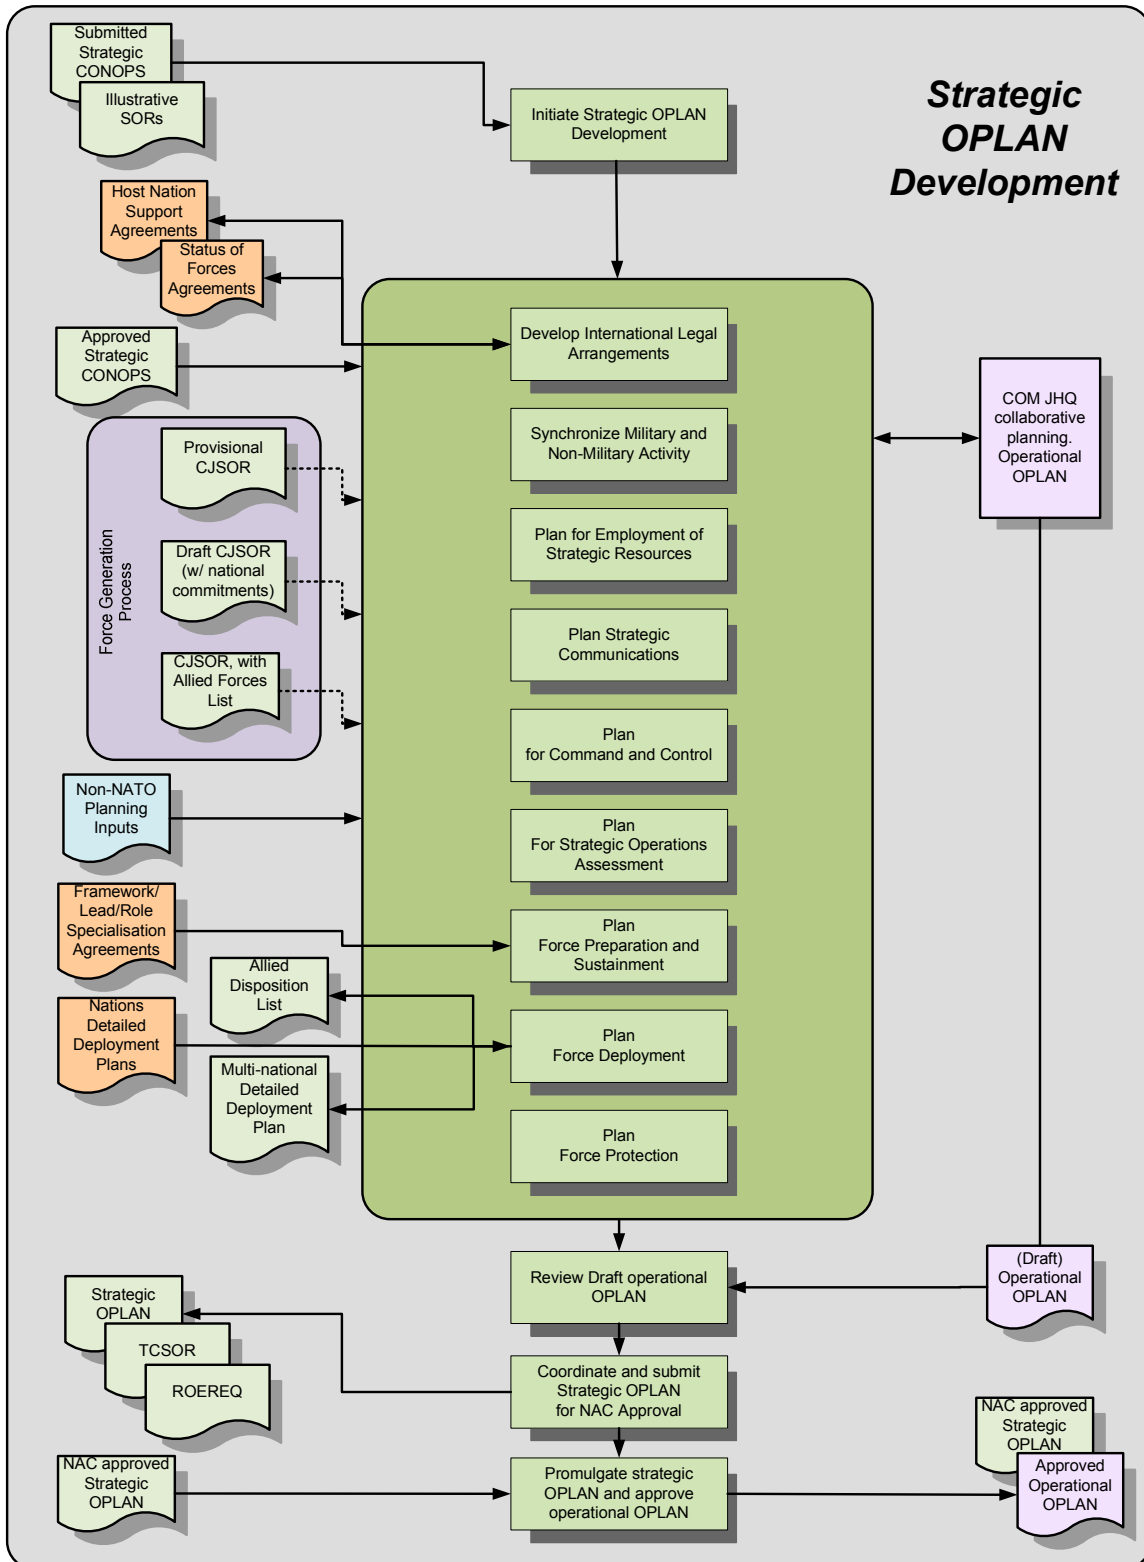 Strategic
OPLAN
Development
Submitted
Strategic
CONOPS
Illustrative
SORs
Initiate Strategic OPLAN
Development
Host Nation
Support
Agreements
Status of
Forces
Agreements
Approved
Strategic
CONOPS
Develop International Legal
Arrangements
COM JHQ
collaborative
planning.
Operational
OPLAN
Force Generation
Process
Provisional
CJSOR
Draft CJSOR
(w/ national
commitments)
CJSOR, with
Allied Forces
List
Synchronize Military and
Non-Military Activity
Plan for Employment of
Strategic Resources
Plan Strategic
Communications
Plan
for Command and Control
Non-NATO
Planning
Inputs
Plan
For Strategic Operations
Assessment
Framework/
Lead/Role
Specialisation
Agreements
Plan
Force Preparation and
Sustainment
Allied
Disposition
List
Nations
Detailed
Deployment
Plans
Plan
Force Deployment
Multi-national
Detailed
Deployment
Plan
Plan
Force Protection
Review Draft operational
OPLAN
(Draft)
Operational
OPLAN
Strategic
OPLAN
TCSOR
ROEREQ
Coordinate and submit
Strategic OPLAN
for NAC Approval
NAC approved
Strategic
OPLAN
Promulgate strategic
OPLAN and approve
operational OPLAN
NAC approved
Strategic
OPLAN
Approved
Operational
OPLAN